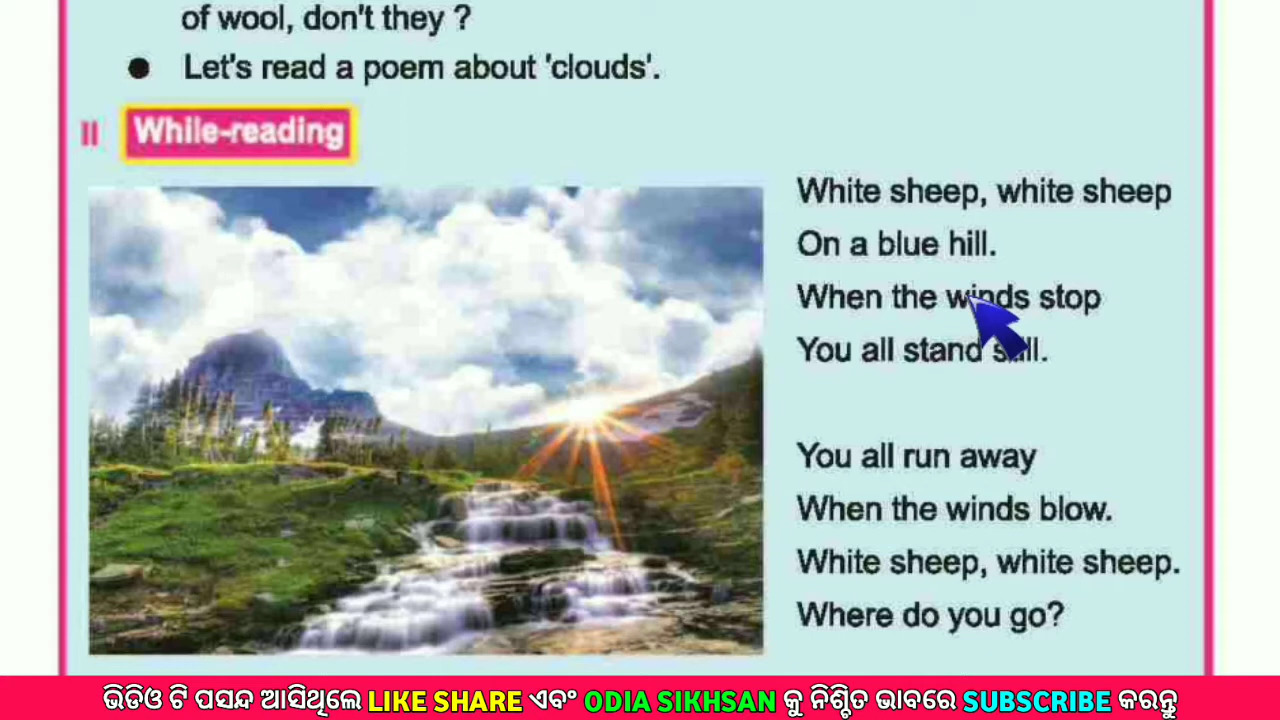 of wool, don't they ?
● Let's read a poem about 'clouds'.
II While-reading
White sheep, white sheep
On a blue hill.
When the winds stop
You all stand still.
You all run away
When the winds blow.
White sheep, white sheep.
Where do you go?
ଭିଡିଓ ଟି ପସନ୍ଦ ଆସିଥିଲେ LIKE SHARE ଏବଂ ODIA SIKHSAN କୁ ନିଶ୍ଚିତ ଭାବରେ SUBSCRIBE କରନ୍ତୁ